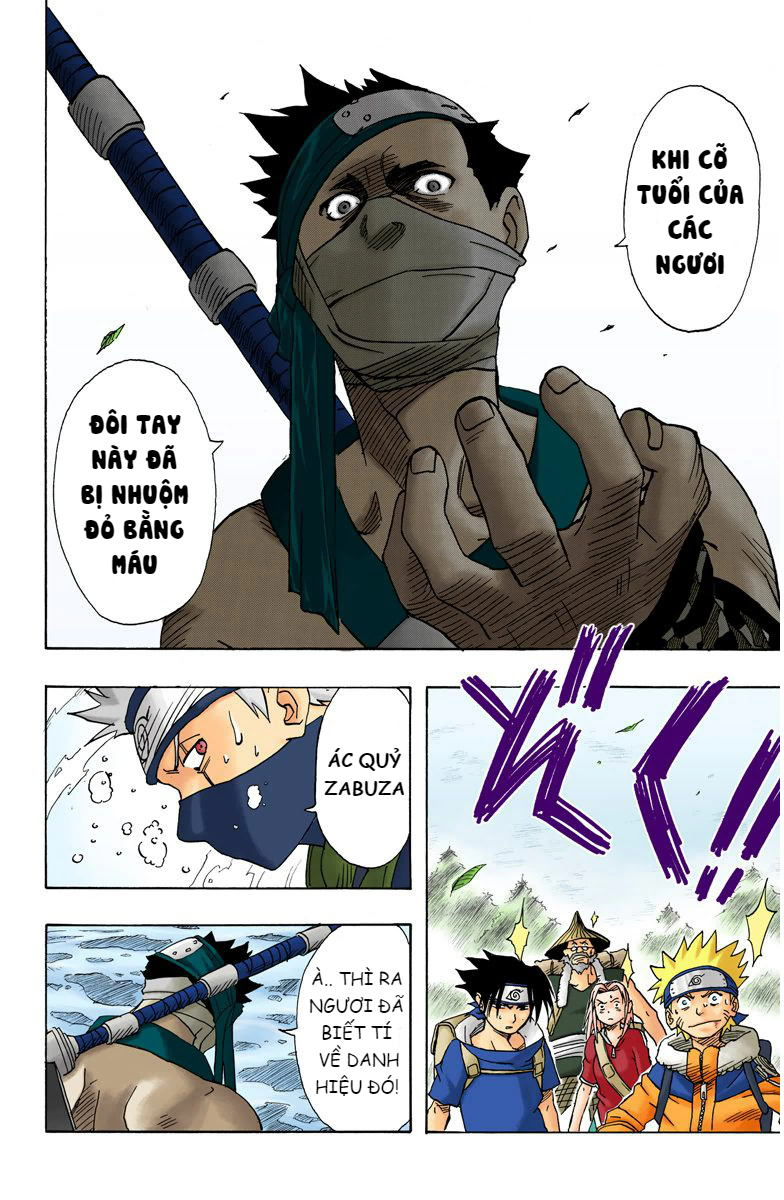 KHI CỠ
TUỔI CỦA
CÁC
NGƯƠI
ĐÔI TAY
NÀY ĐÃ
BỊ NHUỘM
ĐỎ BẰNG
MÁU
ÁC QUỶ
ZABUZA
À.. THÌ RA
NGƯƠI ĐÃ
BIẾT TÍ
VỀ DANH
HIỆU ĐÓ!